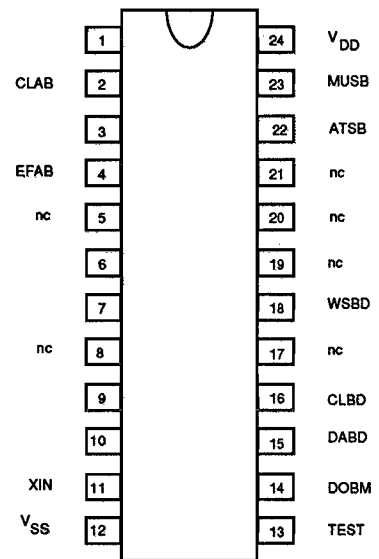 1 24 VDD
CLAB 2 23 MUSB
3 22 ATSB
EFAB 4 21 nc
nc 5 20 nc
6 19 nc
7 18 WSBD
nc 8 17 nc
9 16 CLBD
10 15 DABD
XIN 11 14 DOBM
VSS 12 13 TEST